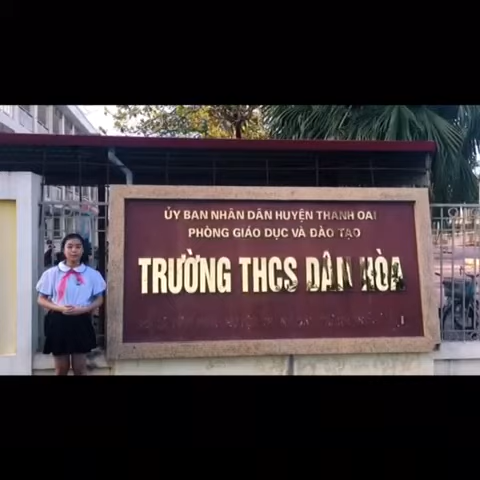 ỦY BAN NHÂN DÂN HUYỆN THANH OAI
PHÒNG GIÁO DỤC VÀ ĐÀO TẠO
TRƯỜNG THCS DÂN HÒA